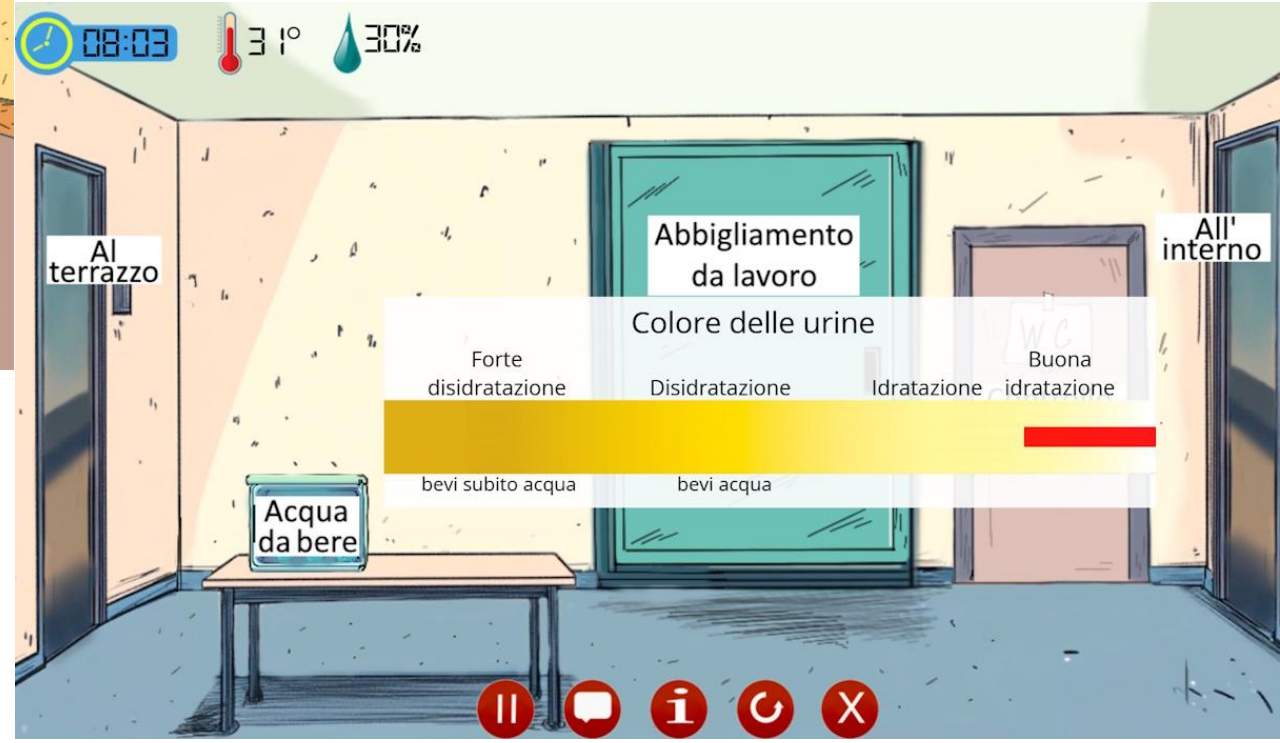 08:03 31° 30%
Al
terrazzo
Abbigliamento
da lavoro
All'
interno
Colore delle urine
Forte
disidratazione
Disidratazione
Idratazione
Buona
idratazione
WC
bevi subito acqua
bevi acqua
Acqua
da bere